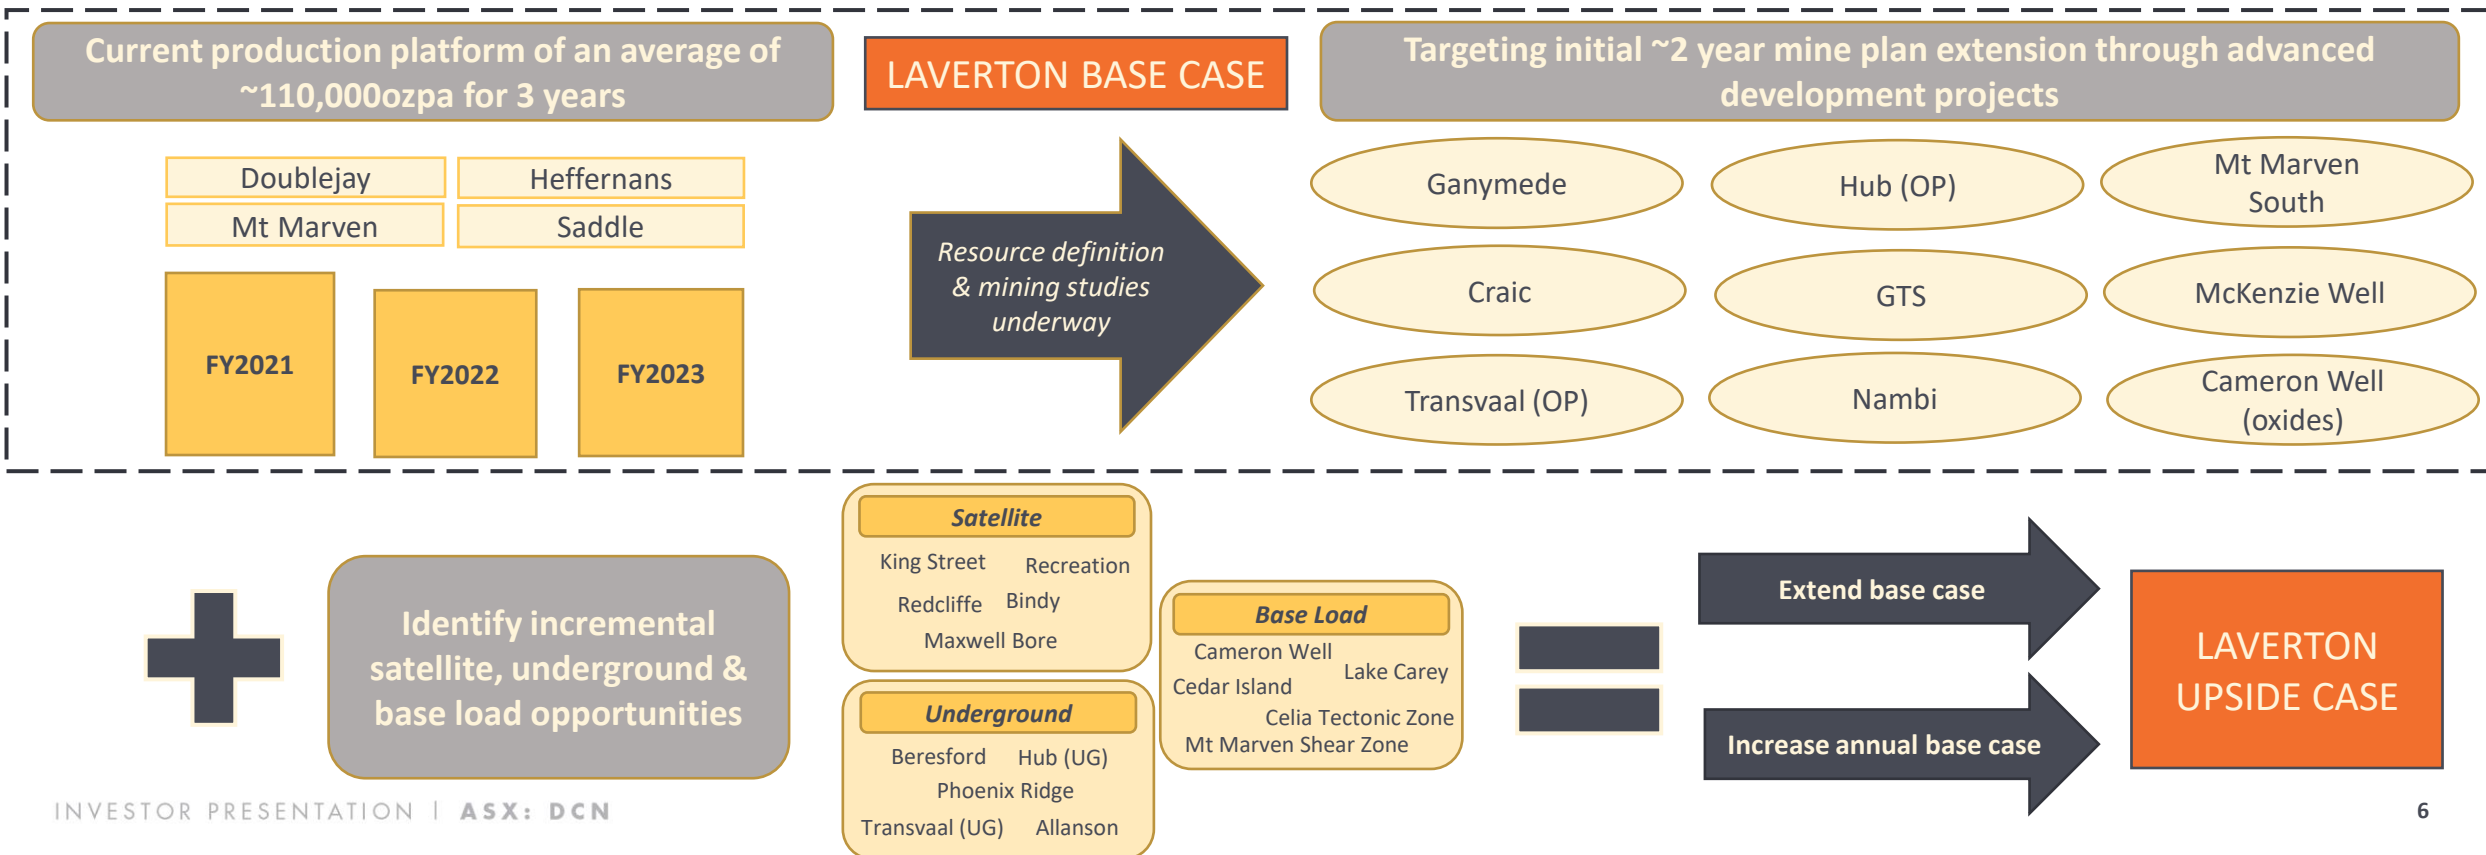 Current production platform of an average of
~110,000ozpa for 3 years
LAVERTON BASE CASE
Targeting initial ~2 year mine plan extension through advanced
development projects
Doublejay
Heffernans
Mt Marven
Saddle
FY2021
FY2022
FY2023
Resource definition
& mining studies
underway
Ganymede
Hub (OP)
Mt Marven
South
Craic
GTS
McKenzie Well
Transvaal (OP)
Nambi
Cameron Well
(oxides)
Identify incremental
satellite, underground &
base load opportunities
Satellite
King Street
Recreation
Redcliffe
Bindy
Maxwell Bore
Underground
Beresford
Hub (UG)
Phoenix Ridge
Transvaal (UG)
Allanson
Base Load
Cameron Well
Lake Carey
Cedar Island
Celia Tectonic Zone
Mt Marven Shear Zone
Extend base case
Increase annual base case
LAVERTON
UPSIDE CASE
INVESTOR PRESENTATION | ASX: DCN
6